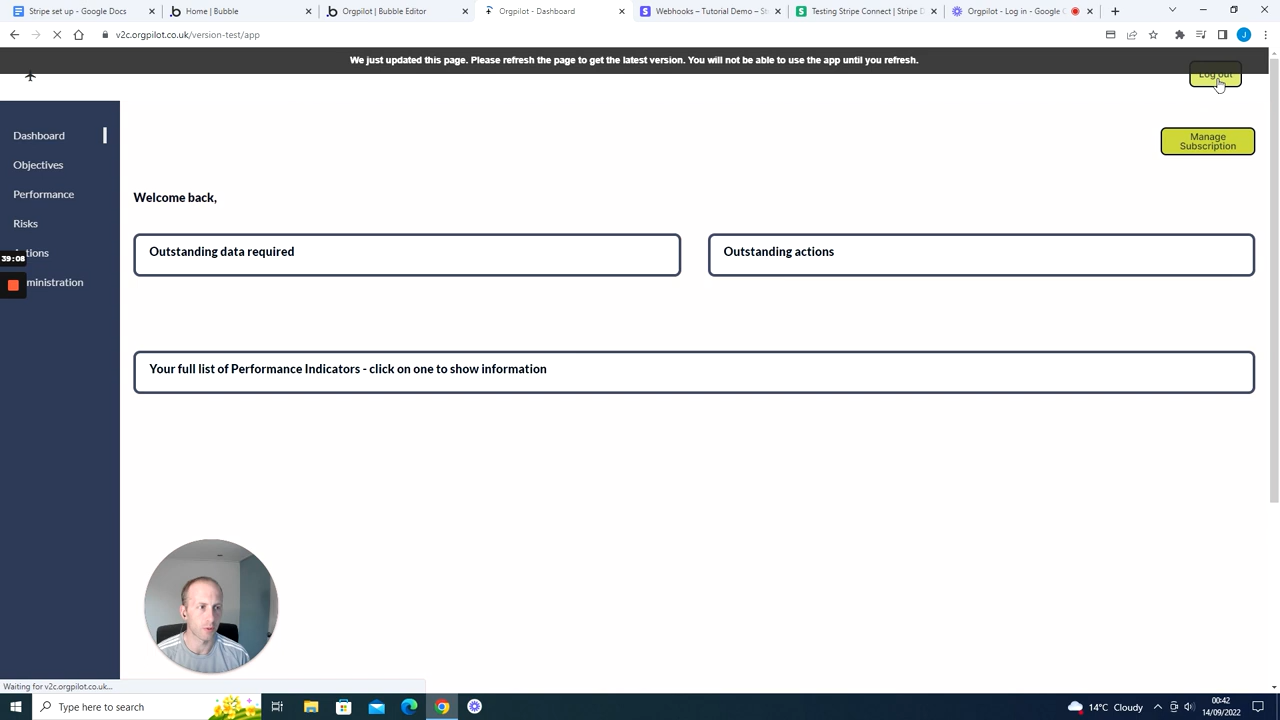 Stripe set up - Google Docs
Home | Bubble
Orgpilot | Bubble Editor
Orgpilot - Dashboard
Webhooks – Tutorial Demo – S
Testing Stripe Connect | Stripe D
Orgpilot - Log in - Google C
v2c.orgpilot.co.uk/version-test/app
J
We just updated this page. Please refresh the page to get the latest version. You will not be able to use the app until you refresh.
Log out
Dashboard
Objectives
Performance
Risks
tions
ministration
39:08
Manage
Subscription
Welcome back,
Outstanding data required
Outstanding actions
Your full list of Performance Indicators - click on one to show information
Waiting for v2c.orgpilot.co.uk...
Type here to search
14°C Cloudy
00:42
14/09/2022